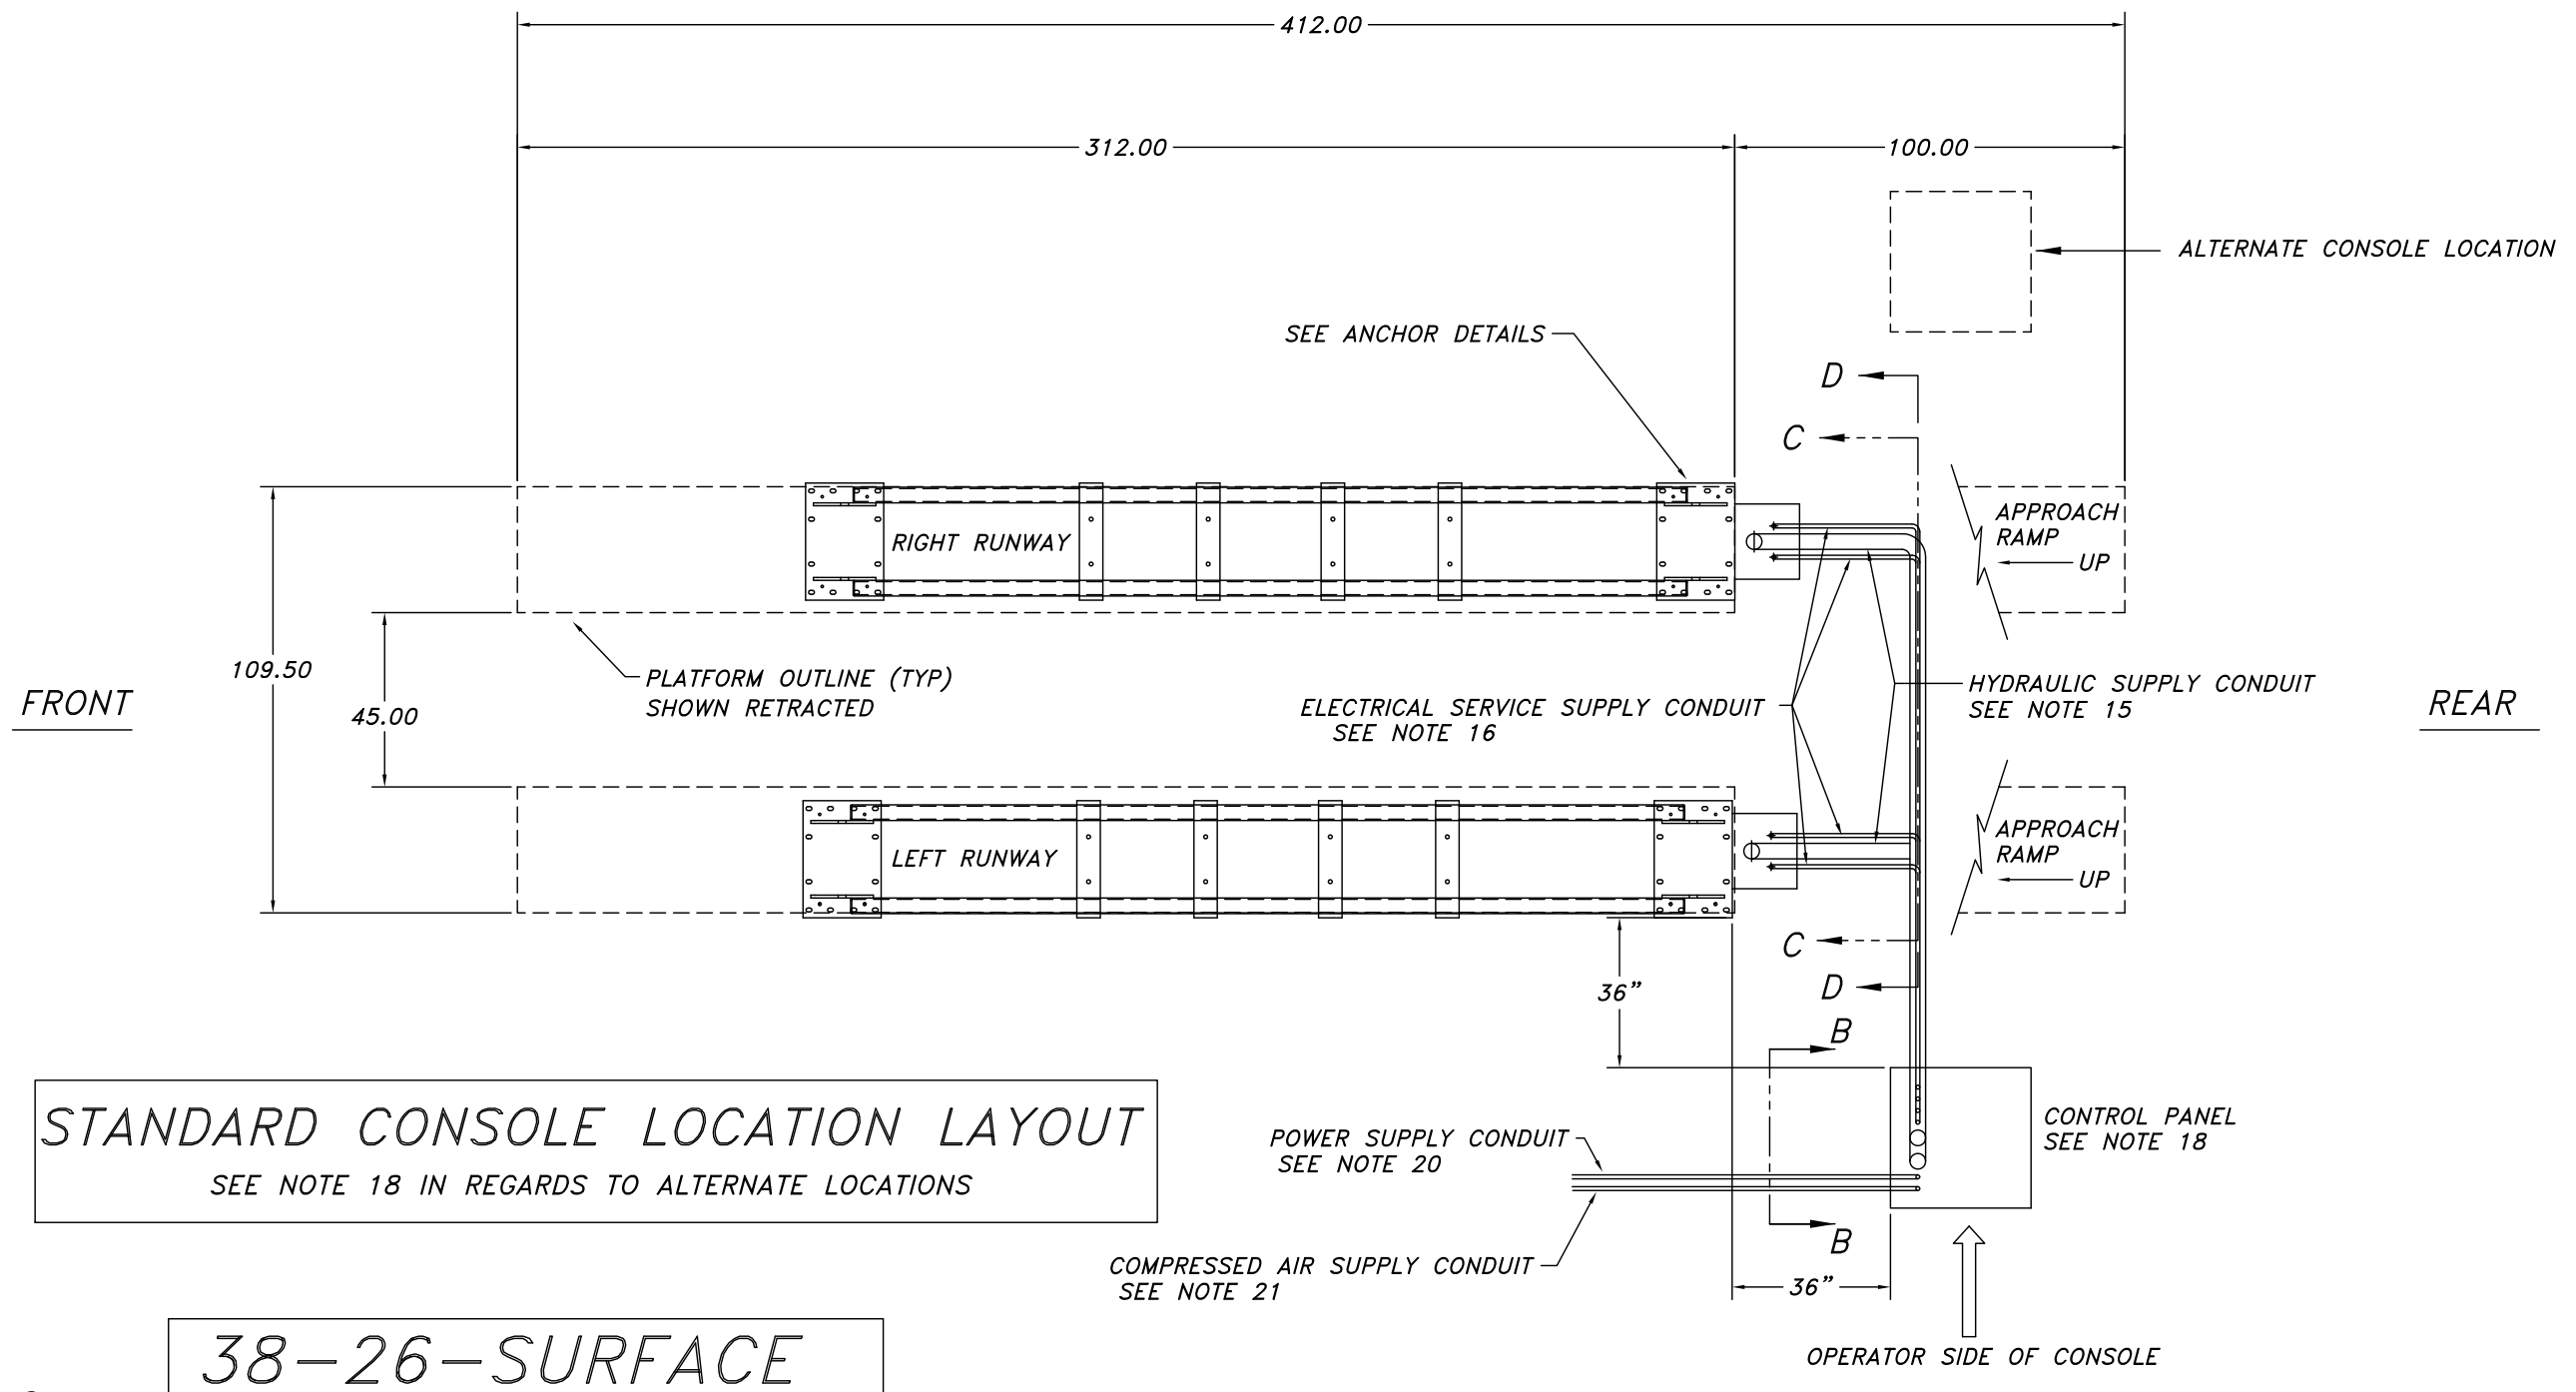 412.00
312.00
100.00
ALTERNATE CONSOLE LOCATION
SEE ANCHOR DETAILS
D
C
APPROACH
RAMP
UP
RIGHT RUNWAY
109.50
45.00
FRONT
PLATFORM OUTLINE (TYP)
SHOWN RETRACTED
ELECTRICAL SERVICE SUPPLY CONDUIT
SEE NOTE 16
HYDRAULIC SUPPLY CONDUIT
SEE NOTE 15
REAR
APPROACH
RAMP
UP
LEFT RUNWAY
C
D
36”
B
STANDARD CONSOLE LOCATION LAYOUT
SEE NOTE 18 IN REGARDS TO ALTERNATE LOCATIONS
POWER SUPPLY CONDUIT
SEE NOTE 20
CONTROL PANEL
SEE NOTE 18
B
COMPRESSED AIR SUPPLY CONDUIT
SEE NOTE 21
36”
OPERATOR SIDE OF CONSOLE
38-26-SURFACE